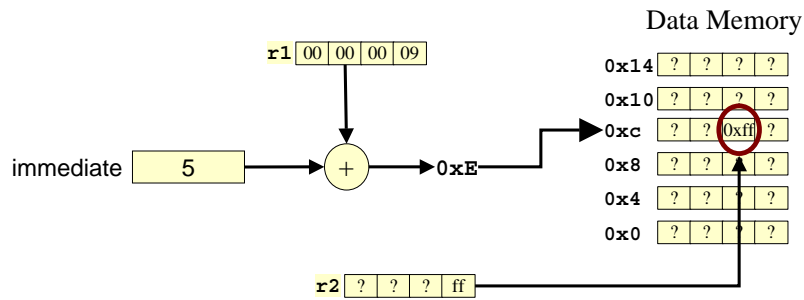 Data Memory
r1 00 00 00 09
0x14 ? ? ? ?
0x10 ? ? ? ?
0xc ? ? 0xff ?
immediate 5 + 0xE
0x8 ? ? ? ?
0x4 ? ? ? ?
0x0 ? ? ? ?
r2 ? ? ? ff